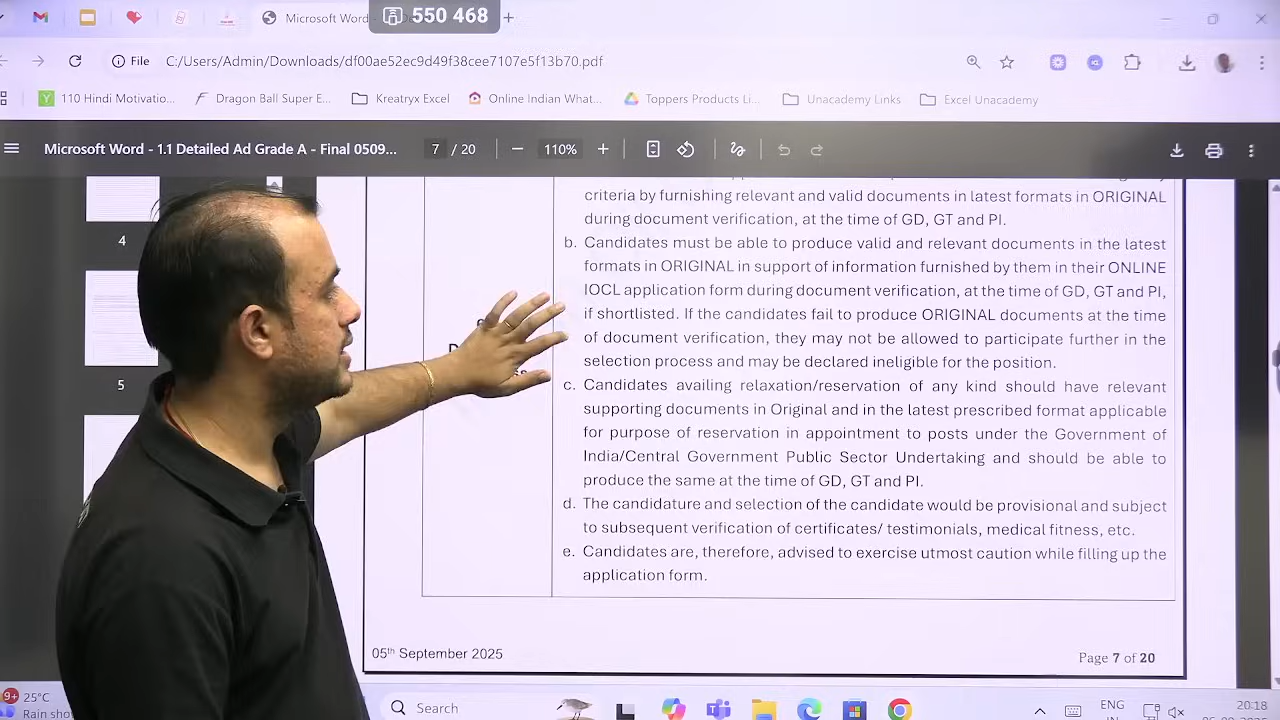 Microsoft Word
550 468
File
C:/Users/Admin/Downloads/df00ae52ec9d49f38cee7107e5f13b70.pdf
110 Hindi Motivatio...
Dragon Ball Super E...
Kreatryx Excel
Online Indian What...
Toppers Products Li...
Unacademy Links
Excel Unacademy
Microsoft Word - 1.1 Detailed Ad Grade A - Final 0509...
7 / 20
110%
4
5
criteria by furnishing relevant and valid documents in latest formats in ORIGINAL
during document verification, at the time of GD, GT and PI.
b. Candidates must be able to produce valid and relevant documents in the latest
formats in ORIGINAL in support of information furnished by them in their ONLINE
IOCL application form during document verification, at the time of GD, GT and PI,
if shortlisted. If the candidates fail to produce ORIGINAL documents at the time
of document verification, they may not be allowed to participate further in the
selection process and may be declared ineligible for the position.
c. Candidates availing relaxation/reservation of any kind should have relevant
supporting documents in Original and in the latest prescribed format applicable
for purpose of reservation in appointment to posts under the Government of
India/Central Government Public Sector Undertaking and should be able to
produce the same at the time of GD, GT and PI.
d. The candidature and selection of the candidate would be provisional and subject
to subsequent verification of certificates/ testimonials, medical fitness, etc.
e. Candidates are, therefore, advised to exercise utmost caution while filling up the
application form.
05th September 2025
Page 7 of 20
9+
25°C
Rain sho
Search
ENG
IN
20:18